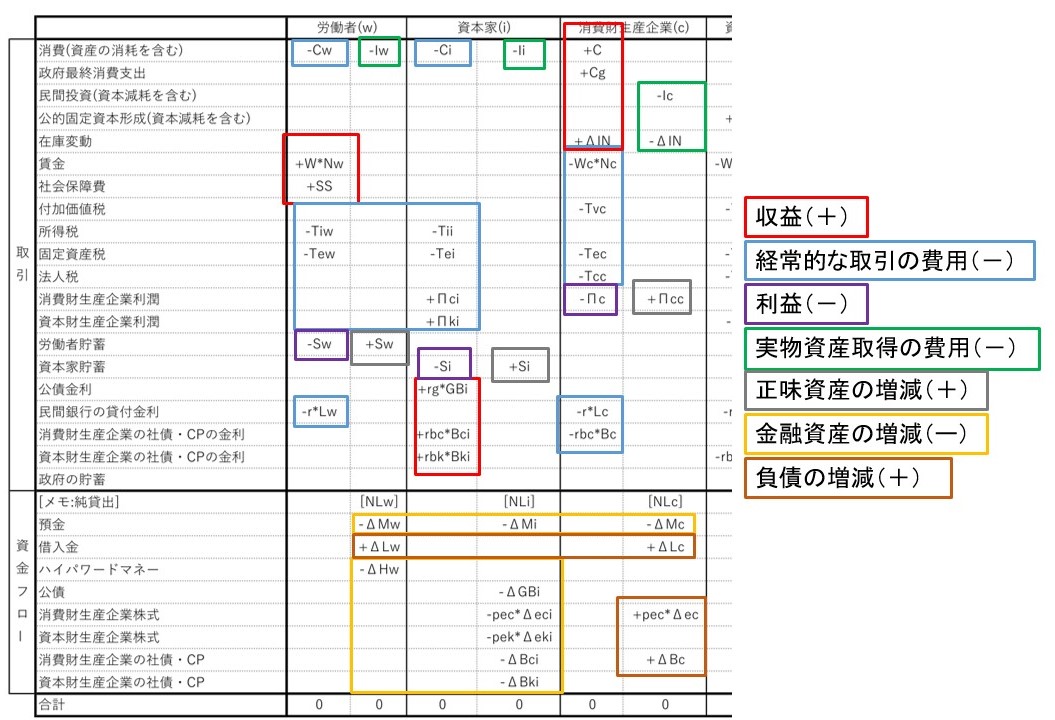 労働者(w) 資本家(i) 消費財生産企業(c)
取引
消費(資産の消耗を含む) -Cw -Iw -Ci -Ii +C
政府最終消費支出 +Cg
民間投資(資本減耗を含む) -Ic
公的固定資本形成(資本減耗を含む) +
在庫変動 +ΔIN -ΔIN
賃金 +W*Nw -Wc*Nc -W
社会保障費 +SS
付加価値税 -Tvc -
所得税 -Tiw -Tii
固定資産税 -Tew -Tei -Tec -
法人税 -Tcc -
消費財生産企業利潤 +Πci -Πc +Πcc
資本財生産企業利潤 +Πki -
労働者貯蓄 -Sw +Sw
資本家貯蓄 -Si +Si
公債金利 +rg*GBi
民間銀行の貸付金利 -r*Lw -r*Lc -r
消費財生産企業の社債・CPの金利 +rbc*Bci -rbc*Bc
資本財生産企業の社債・CPの金利 +rbk*Bki -rb
政府の貯蓄
資金フロー
[メモ:純貸出] [NLw] [NLi] [NLc]
預金 -ΔMw -ΔMi -ΔMc
借入金 +ΔLw +ΔLc
ハイパワードマネー -ΔHw
公債 -ΔGBi
消費財生産企業株式 -pec*Δeci +pec*Δec
資本財生産企業株式 -pek*Δeki
消費財生産企業の社債・CP -ΔBci +ΔBc
資本財生産企業の社債・CP -ΔBki
合計 0 0 0 0 0 0
収益(＋)
経常的な取引の費用(－)
利益(－)
実物資産取得の費用(－)
正味資産の増減(＋)
金融資産の増減(－)
負債の増減(＋)